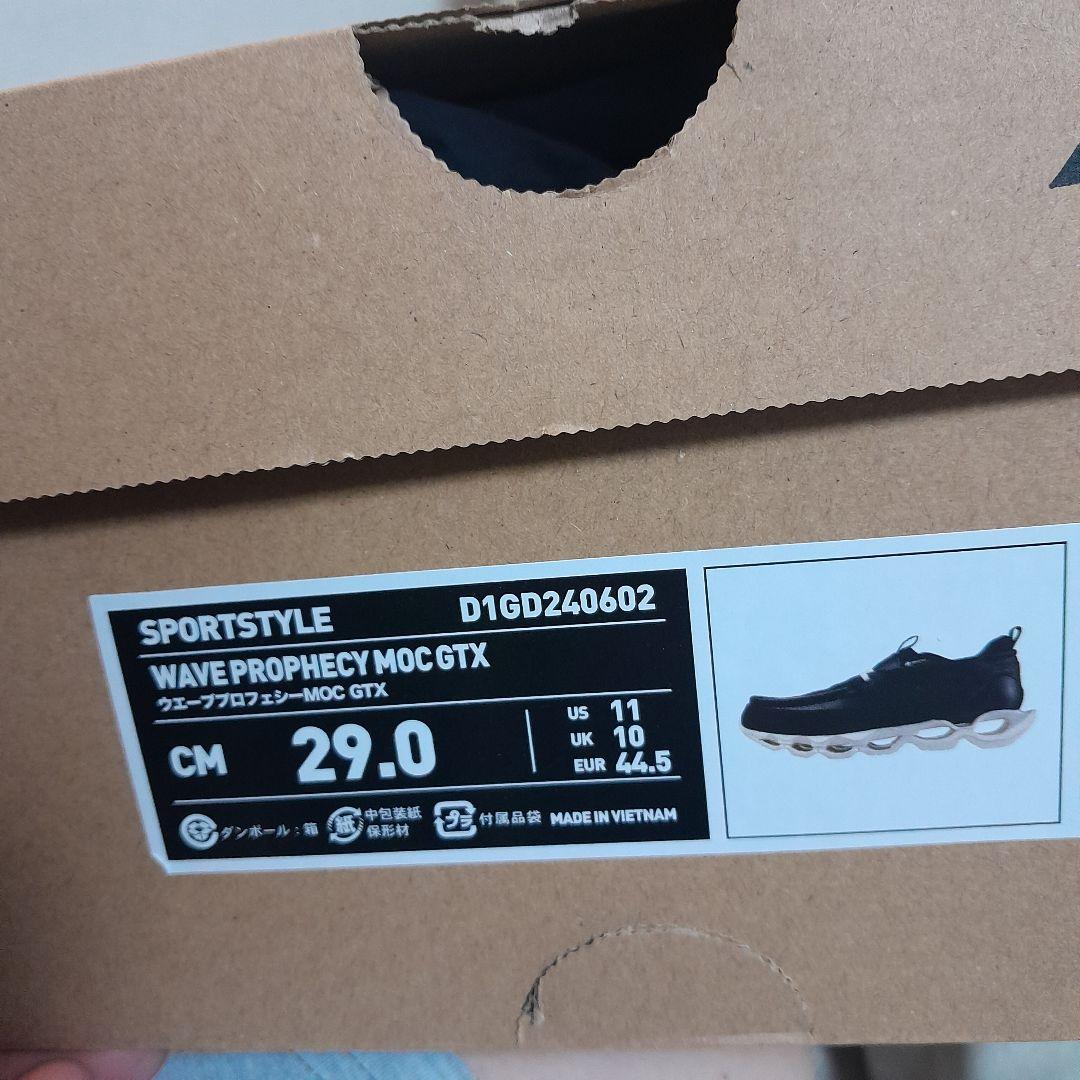 SPORTSTYLE D1GD240602
WAVE PROPHECY MOC GTX
ウエーブプロフェシーMOC GTX
CM 29.0
US 11
UK 10
EUR 44.5
ダンボール:箱
紙 中包装紙
保形材
プラ 付属品袋
MADE IN VIETNAM